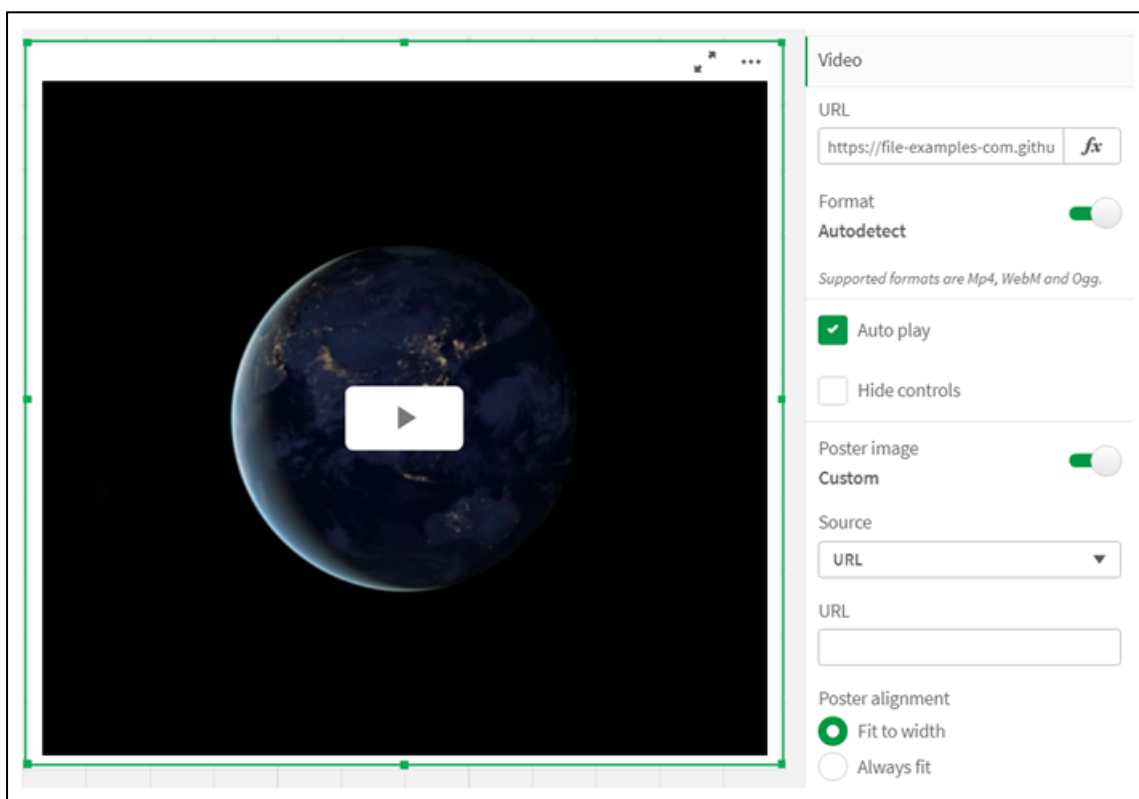 Video
URL
https://file-examples-com.githu
fx
Format
Autodetect
Supported formats are Mp4, WebM and Ogg.
Auto play
Hide controls
Poster image
Custom
Source
URL
URL
Poster alignment
Fit to width
Always fit